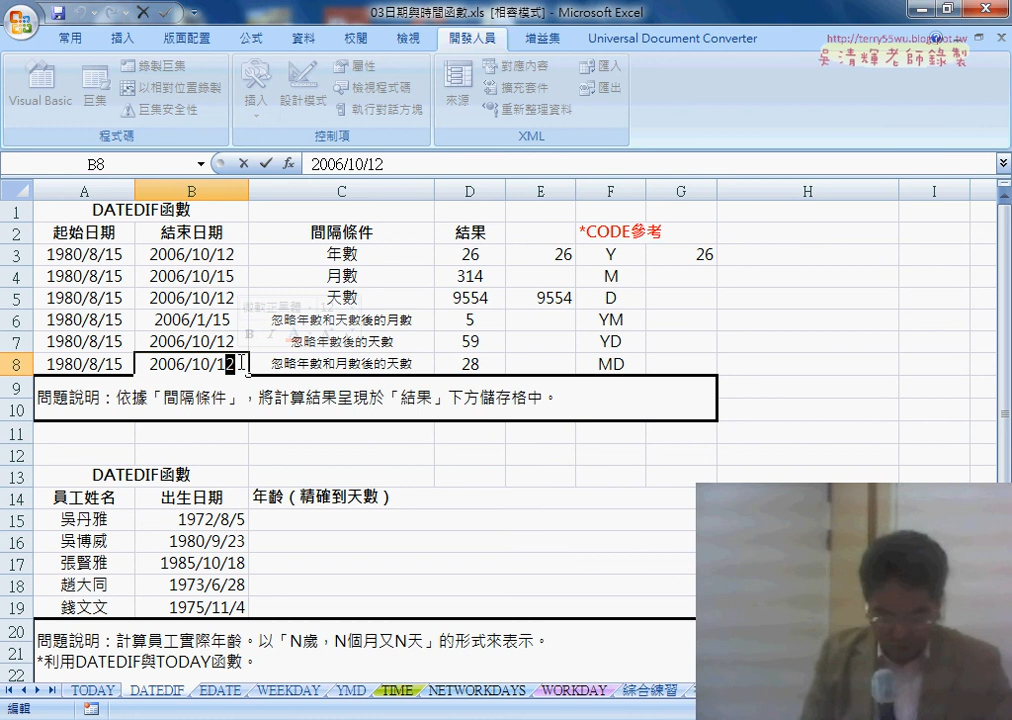 03日期與時間函數.xls [相容模式] - Microsoft Excel
常用 插入 版面配置 公式 資料 校閱 檢視 開發人員 增益集 Universal Document Converter
http://terry55wu.blogspot.tw
吳清輝老師錄製
Visual Basic 巨集 錄製巨集 以相對位置錄製 巨集安全性
插入 設計模式 屬性 檢視程式碼 執行對話方塊
來源 對應內容 擴充套件 重新整理資料 匯入 匯出
程式碼 控制項 XML
B8 fx 2006/10/12
A B C D E F G H I
1 DATEDIF函數
2 起始日期 結束日期 間隔條件 結果 *CODE參考
3 1980/8/15 2006/10/12 年數 26 26 Y 26
4 1980/8/15 2006/10/15 月數 314 M
5 1980/8/15 2006/10/12 天數 9554 9554 D
6 1980/8/15 2006/1/15 忽略年數和天數後的月數 5 YM
7 1980/8/15 2006/10/12 忽略年數後的天數 59 YD
8 1980/8/15 2006/10/12 忽略年數和月數後的天數 28 MD
9
10 問題說明：依據「間隔條件」，將計算結果呈現於「結果」下方儲存格中。
11
12
13 DATEDIF函數
14 員工姓名 出生日期 年齡（精確到天數）
15 吳丹雅 1972/8/5
16 吳博威 1980/9/23
17 張賢雅 1985/10/18
18 趙大同 1973/6/28
19 錢文文 1975/11/4
20 問題說明：計算員工實際年齡。以「N歲，N個月又N天」的形式來表示。
21 *利用DATEDIF與TODAY函數。
22
TODAY DATEDIF EDATE WEEKDAY YMD TIME NETWORKDAYS WORKDAY 綜合練習
編輯